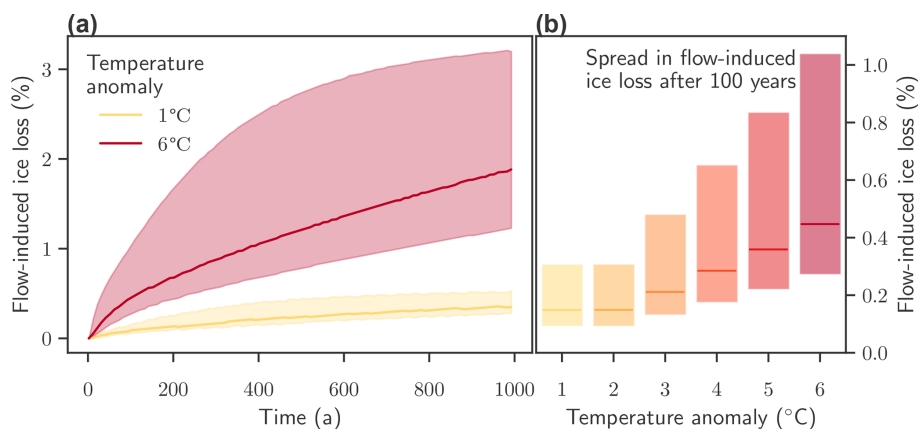 (a)
(b)
Temperature
anomaly
1°C
6°C
Flow-induced ice loss (%)
3
2
1
0
0 200 400 600 800 1000
Time (a)
Spread in flow-induced
ice loss after 100 years
1.0
0.8
0.6
0.4
0.2
0.0
Flow-induced ice loss (%)
1 2 3 4 5 6
Temperature anomaly (°C)